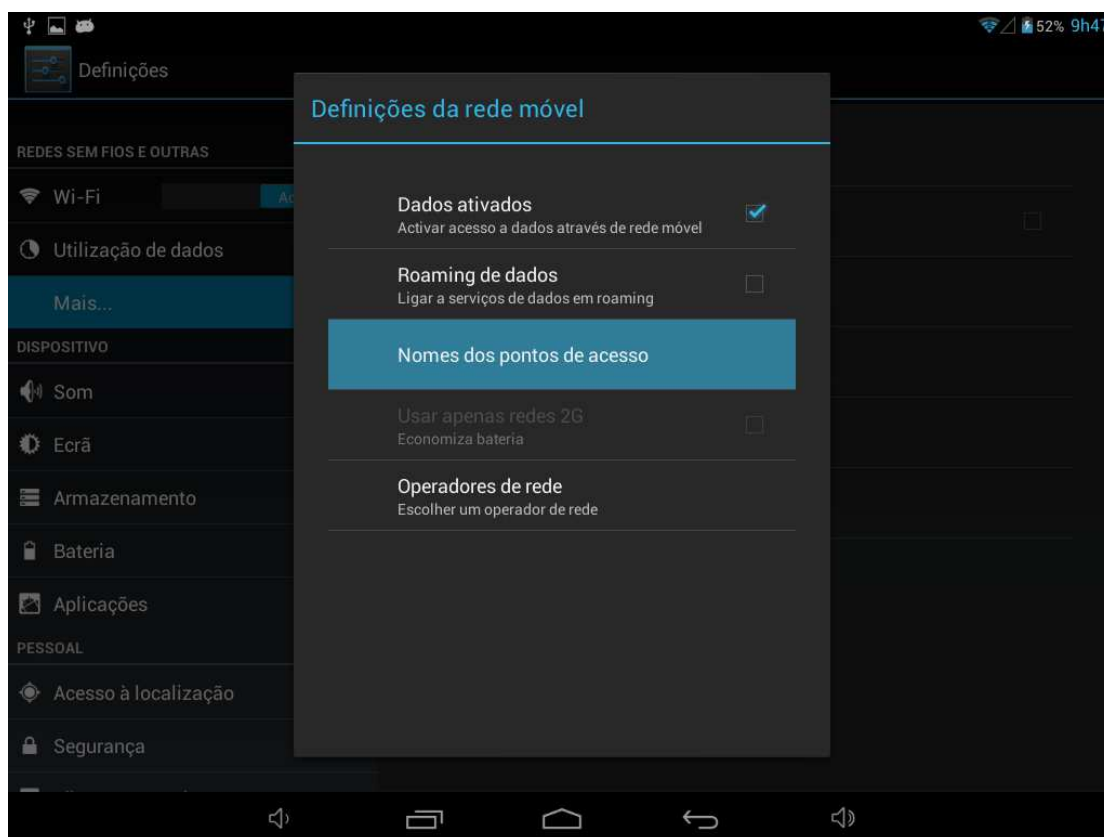 52% 9h47
Definições
Definições da rede móvel
REDES SEM FIOS E OUTRAS
Wi-Fi
Utilização de dados
Mais...
DISPOSITIVO
Som
Ecrã
Armazenamento
Bateria
Aplicações
PESSOAL
Acesso à localização
Segurança
Dados ativados
Activar acesso a dados através de rede móvel
Roaming de dados
Ligar a serviços de dados em roaming
Nomes dos pontos de acesso
Usar apenas redes 2G
Economiza bateria
Operadores de rede
Escolher um operador de rede